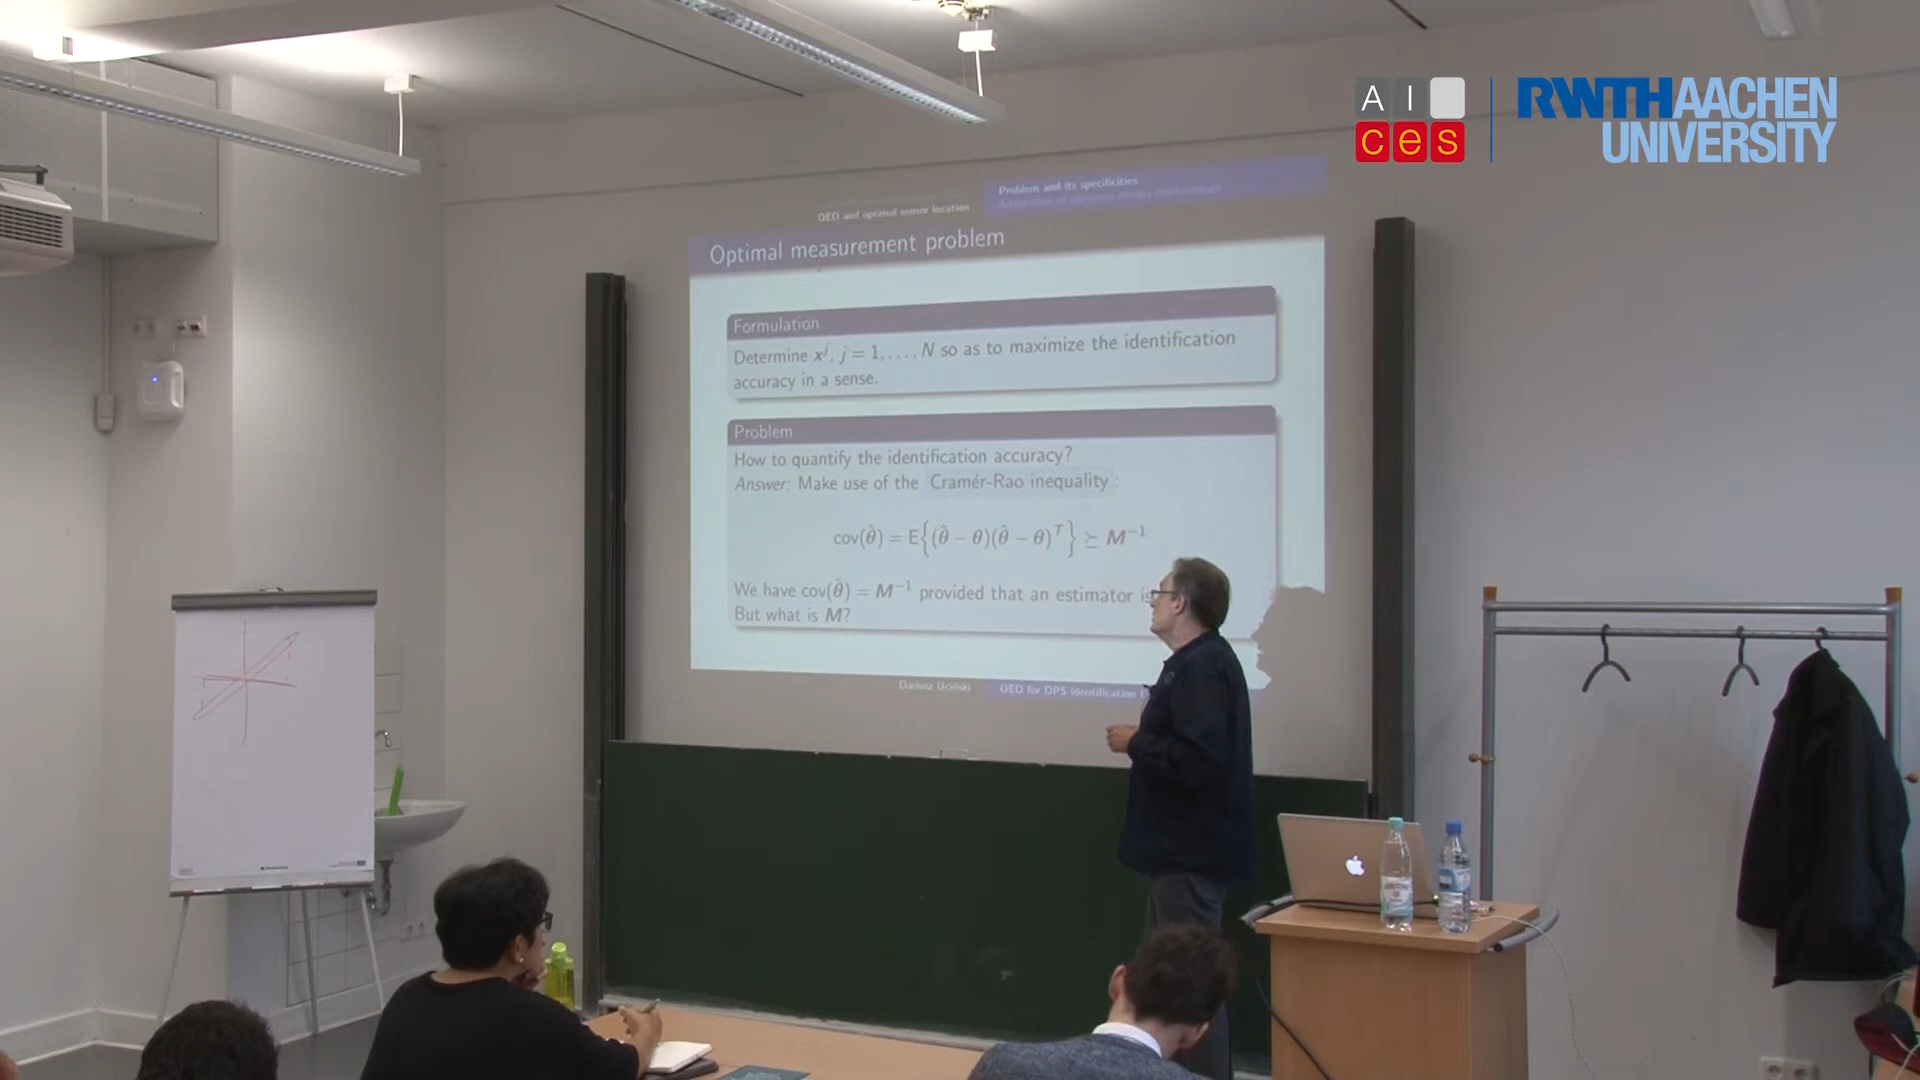 AI
ces
RWTHAACHEN
UNIVERSITY
Problem and its specificities
OED and optimal sensor location
Optimal measurement problem
Formulation
Determine x^j, j = 1, . . . , N so as to maximize the identification
accuracy in a sense.
Problem
How to quantify the identification accuracy?
Answer: Make use of the Cramér-Rao inequality :
cov(θ̂) = E{(θ̂ − θ)(θ̂ − θ)^T} ⪰ M⁻¹
We have cov(θ̂) = M⁻¹ provided that an estimator is
But what is M?
Dariusz Uciński
OED for DPS identification